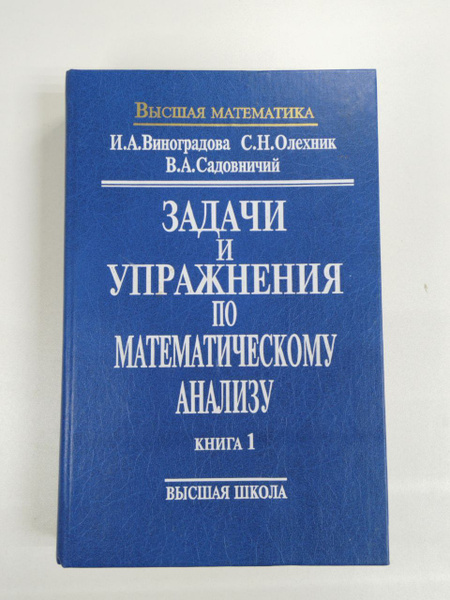 Высшая математика
И.А.Виноградова С.Н.Олехник
В.А.Садовничий
ЗАДАЧИ
И
УПРАЖНЕНИЯ
ПО
МАТЕМАТИЧЕСКОМУ
АНАЛИЗУ
КНИГА 1
ВЫСШАЯ ШКОЛА